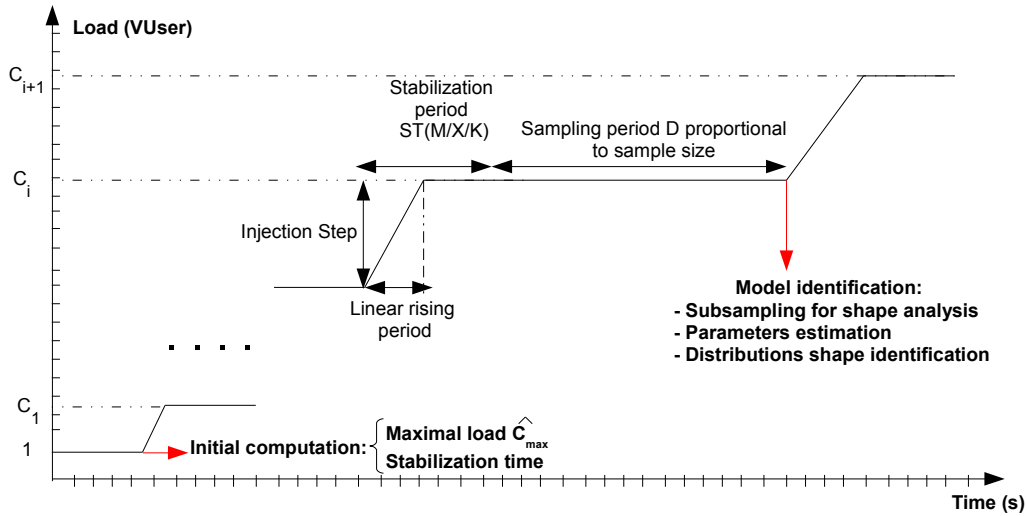 Load (VUser)
C i+1
Stabilization
period
ST(M/X/K)
Sampling period D proportional
to sample size
C i
Injection Step
Linear rising
period
Model identification:
- Subsampling for shape analysis
- Parameters estimation
- Distributions shape identification
. . . .
C 1
1
Initial computation:
Maximal load Ĉ max
Stabilization time
Time (s)